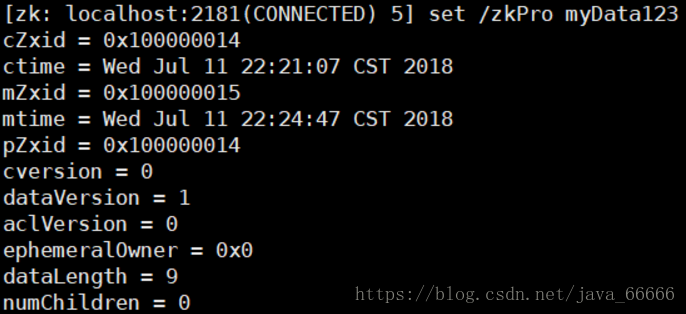 [zk: localhost:2181(CONNECTED) 5] set /zkPro myData123
cZxid = 0x100000014
ctime = Wed Jul 11 22:21:07 CST 2018
mZxid = 0x100000015
mtime = Wed Jul 11 22:24:47 CST 2018
pZxid = 0x100000014
cversion = 0
dataVersion = 1
aclVersion = 0
ephemeralOwner = 0x0
dataLength = 9
numChildren = 0
https://blog.csdn.net/java_66666